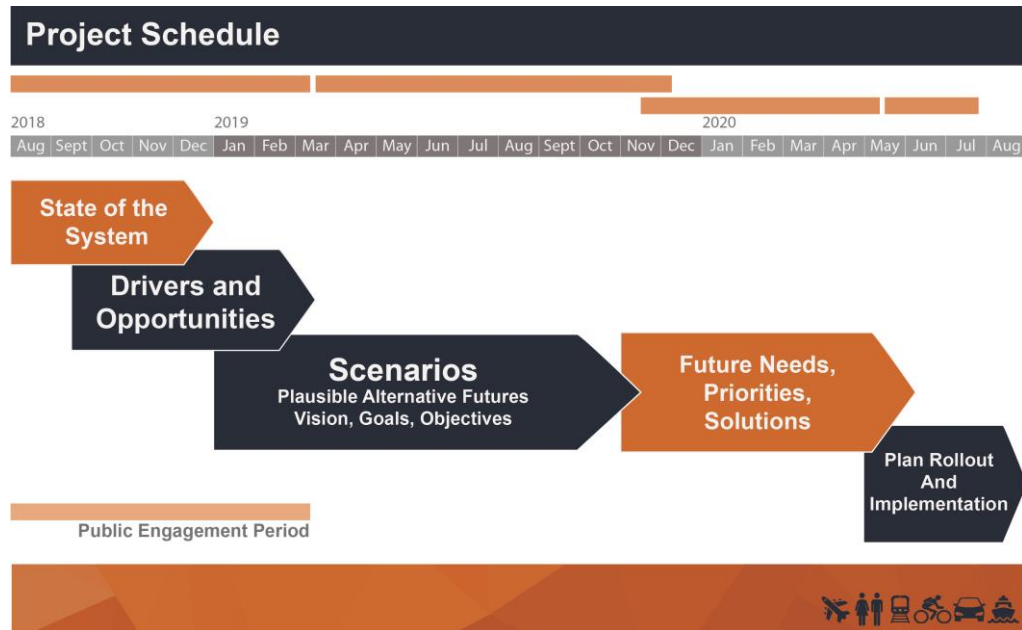 Project Schedule
2018 2019 2020
Aug Sept Oct Nov Dec Jan Feb Mar Apr May Jun Jul Aug Sept Oct Nov Dec Jan Feb Mar Apr May Jun Jul Aug
State of the
System
Drivers and
Opportunities
Scenarios
Plausible Alternative Futures
Vision, Goals, Objectives
Future Needs,
Priorities,
Solutions
Plan Rollout
And
Implementation
Public Engagement Period